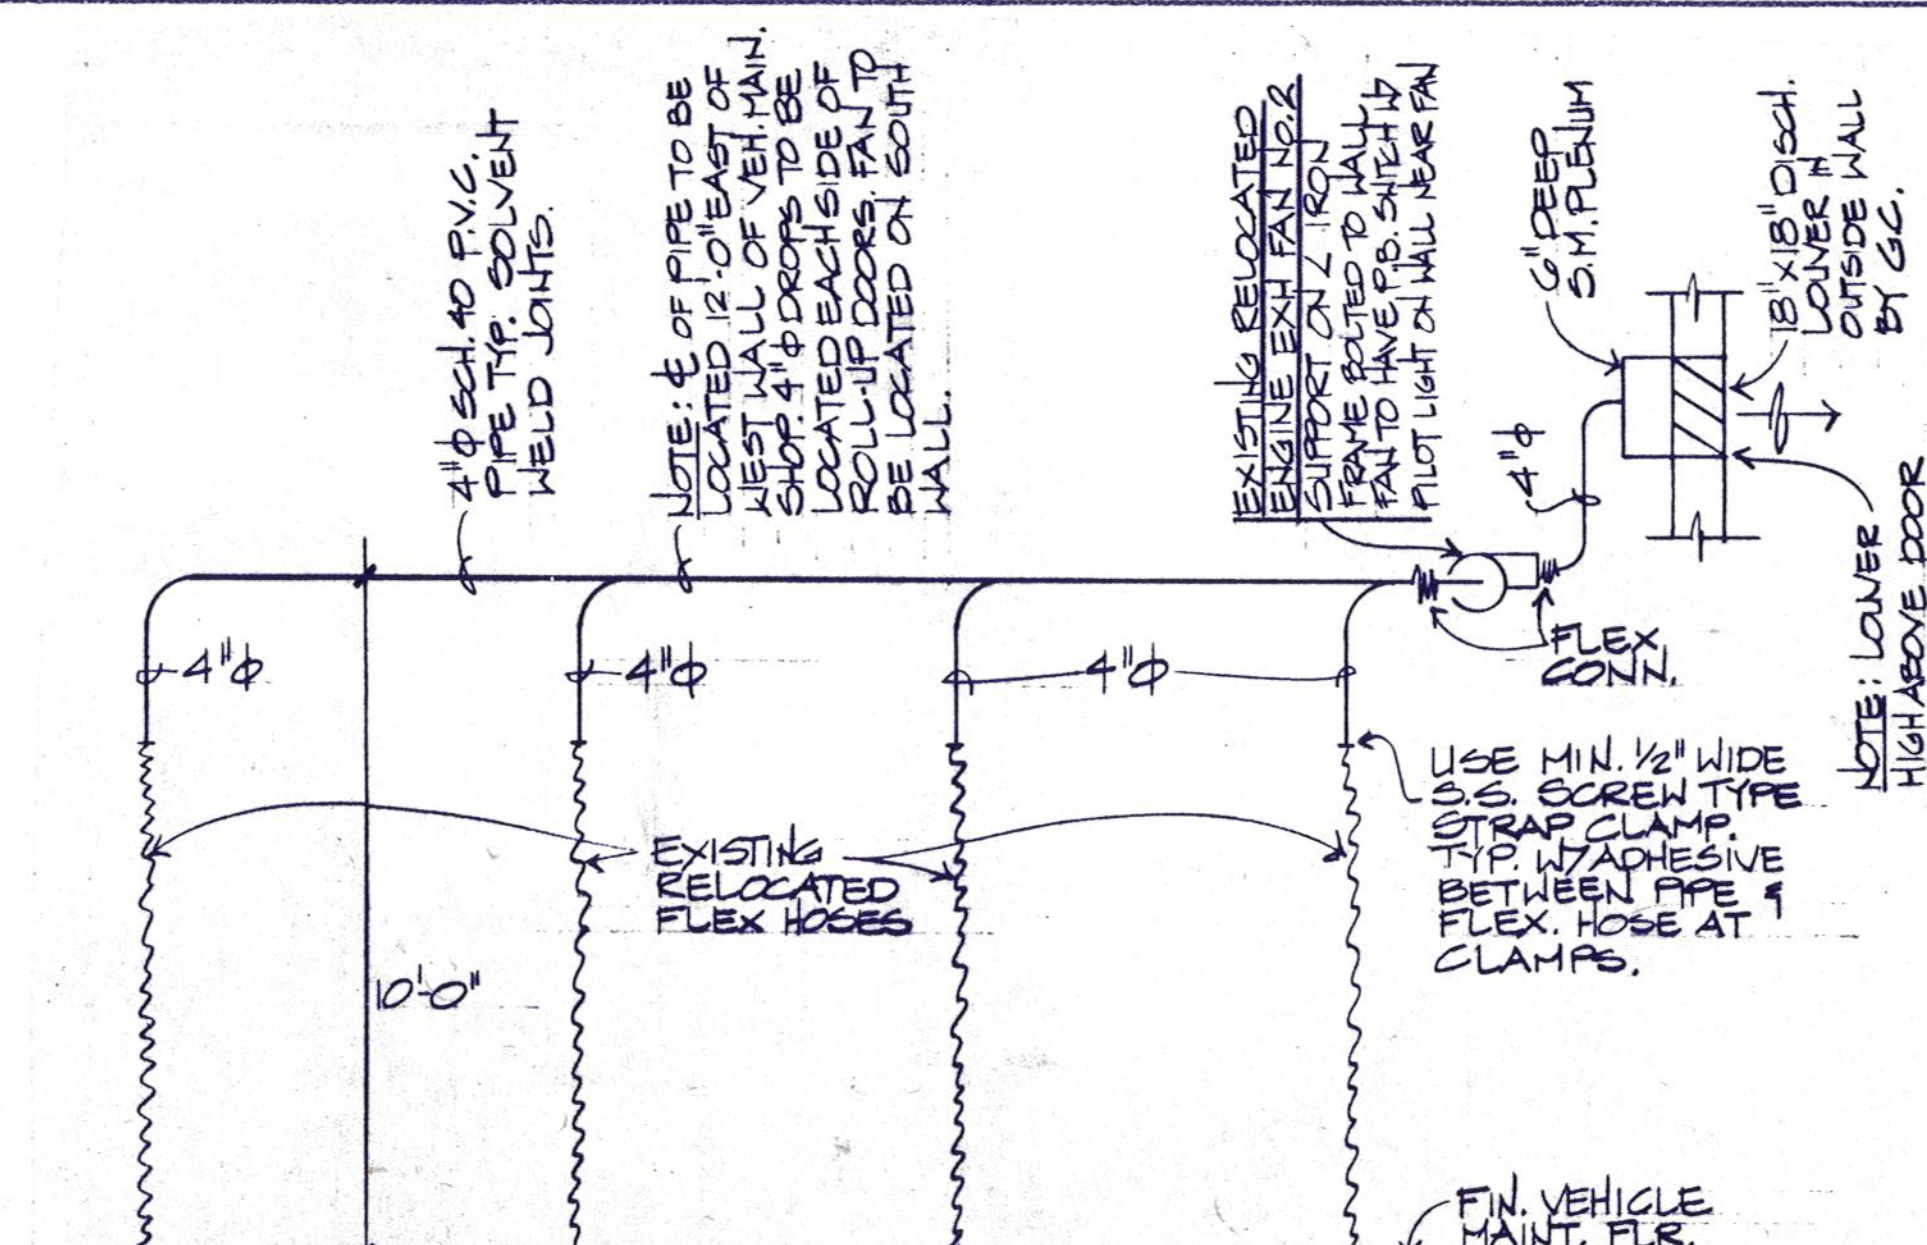 4"ϕ SCH. 40 P.V.C.
PIPE TYP. SOLVENT
WELD JOINTS.
NOTE: ℄ OF PIPE TO BE
LOCATED 12'-0" EAST OF
WEST WALL OF VEH. MAIN.
SHOP. 4"ϕ DROPS TO BE
LOCATED EACH SIDE OF
ROLL-UP DOORS. FAN TO
BE LOCATED ON SOUTH
WALL.
EXISTING RELOCATED
ENGINE EXH FAN NO. 2
SUPPORT ON ∠ IRON
FRAME BOLTED TO WALL
FAN TO HAVE P.B. SWITCH W/
PILOT LIGHT ON WALL NEAR FAN
6" DEEP
S.M. PLENUM
18"X18" DISCH.
LOUVER IN
OUTSIDE WALL
BY GC.
4"ϕ
NOTE: LOUVER
HIGH ABOVE DOOR
FLEX
CONN.
4"ϕ
4"ϕ
4"ϕ
USE MIN. 1/2" WIDE
S.S. SCREW TYPE
STRAP CLAMP.
TYP. W/ ADHESIVE
BETWEEN PIPE &
FLEX. HOSE AT
CLAMPS.
EXISTING
RELOCATED
FLEX HOSES
10'-0"
FIN. VEHICLE
MAINT. FLR.